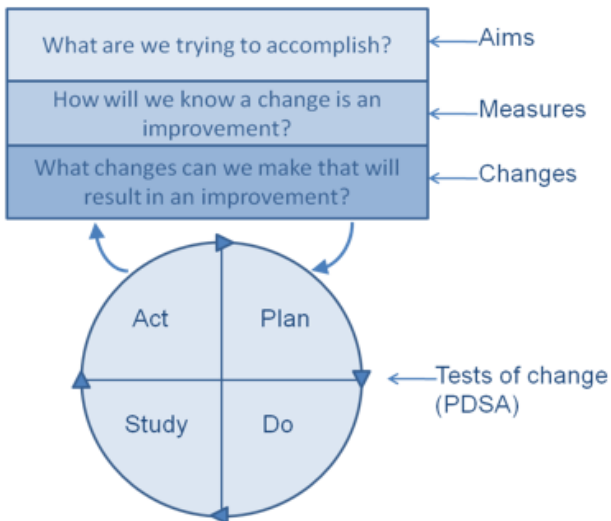 What are we trying to accomplish?
Aims
How will we know a change is an
improvement?
Measures
What changes can we make that will
result in an improvement?
Changes
Act
Plan
Study
Do
Tests of change
(PDSA)